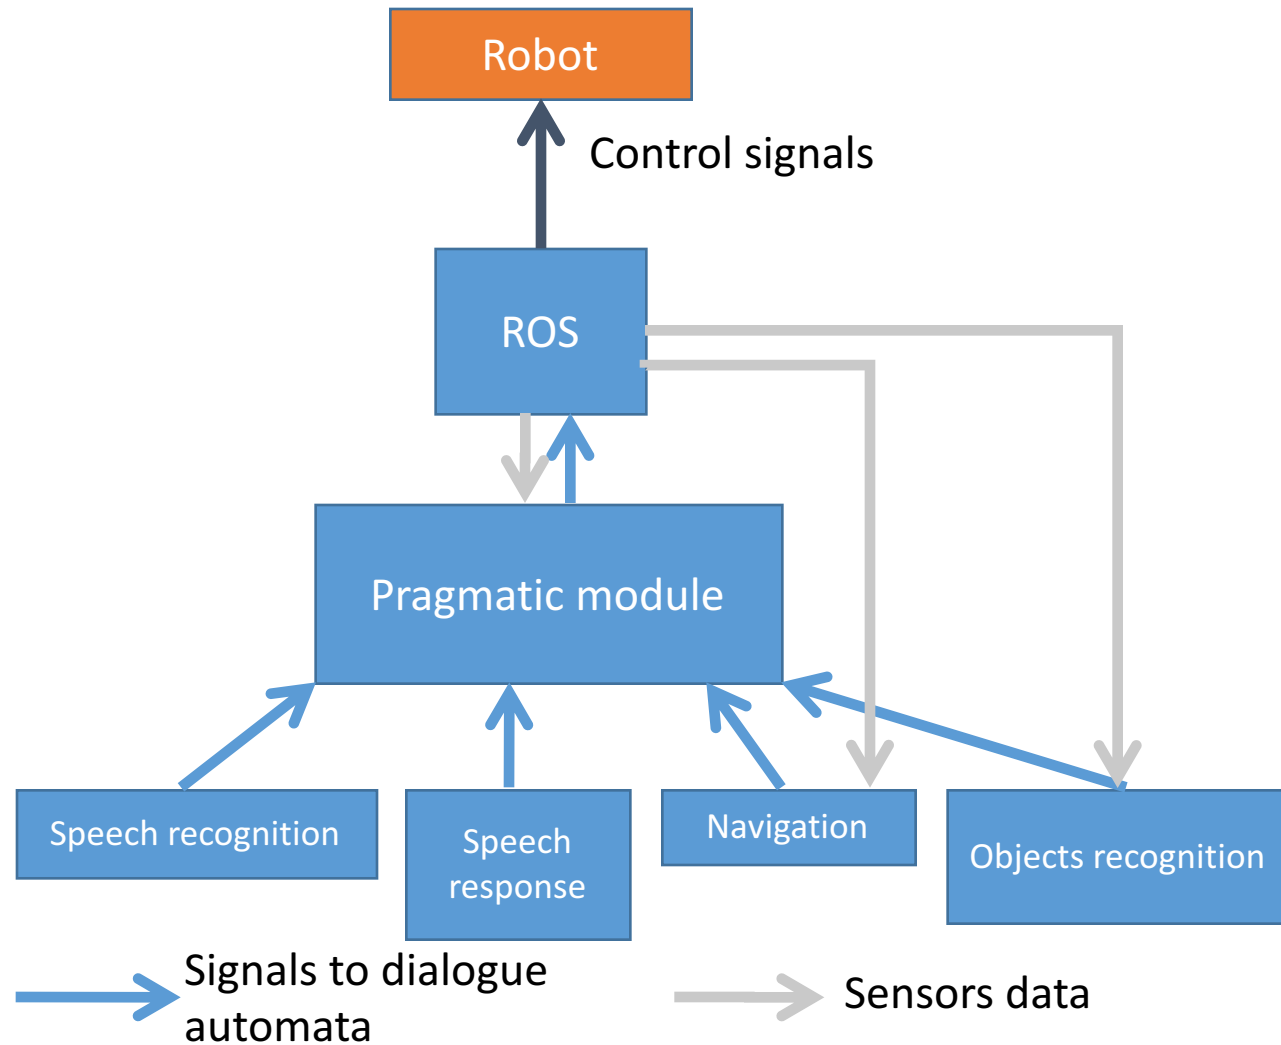 Robot
Control signals
ROS
Pragmatic module
Speech recognition
Speech
response
Navigation
Objects recognition
Signals to dialogue
automata
Sensors data